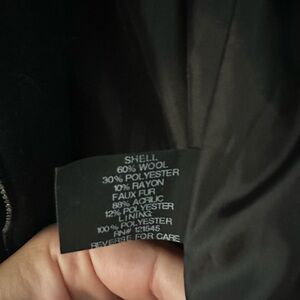 SHELL
60% WOOL
30% POLYESTER
10% RAYON
FAUX FUR
88% ACRILIC
12% POLYESTER
LINING:
100% POLYESTER
RN# 121545
REVERSE FOR CARE